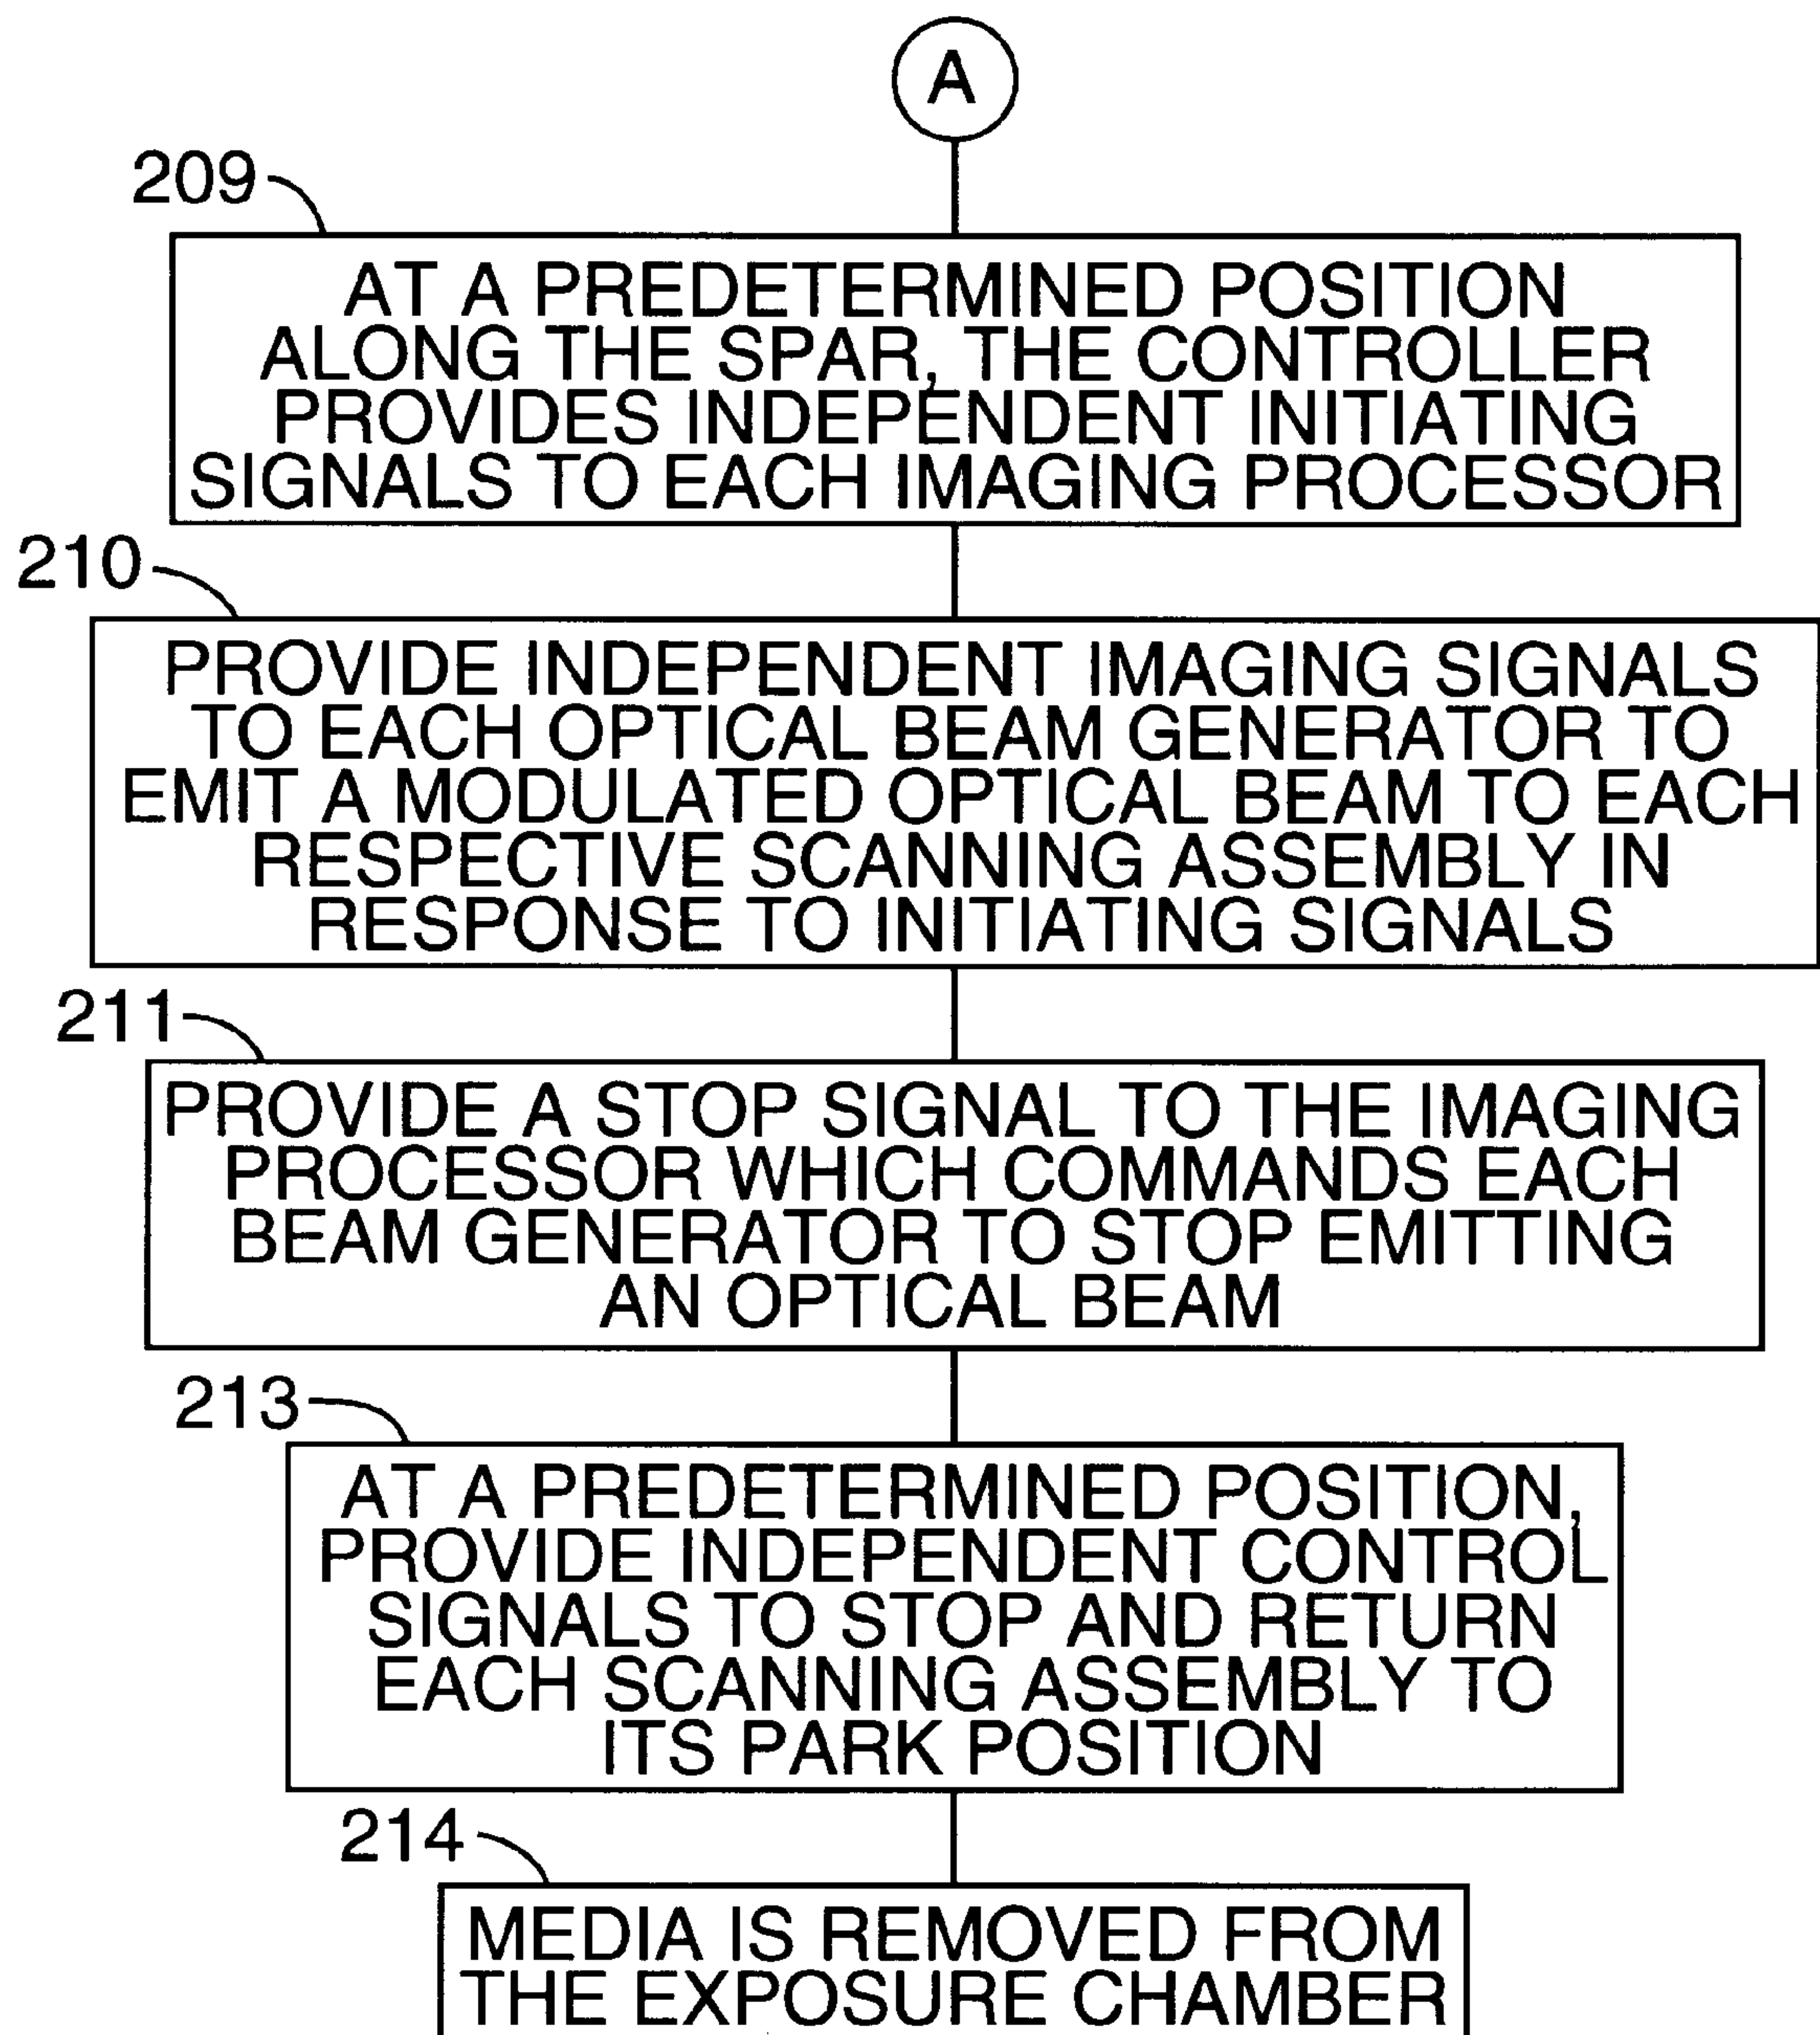 A
209
AT A PREDETERMINED POSITION
ALONG THE SPAR, THE CONTROLLER
PROVIDES INDEPENDENT INITIATING
SIGNALS TO EACH IMAGING PROCESSOR
210
PROVIDE INDEPENDENT IMAGING SIGNALS
TO EACH OPTICAL BEAM GENERATOR TO
EMIT A MODULATED OPTICAL BEAM TO EACH
RESPECTIVE SCANNING ASSEMBLY IN
RESPONSE TO INITIATING SIGNALS
211
PROVIDE A STOP SIGNAL TO THE IMAGING
PROCESSOR WHICH COMMANDS EACH
BEAM GENERATOR TO STOP EMITTING
AN OPTICAL BEAM
213
AT A PREDETERMINED POSITION,
PROVIDE INDEPENDENT CONTROL
SIGNALS TO STOP AND RETURN
EACH SCANNING ASSEMBLY TO
ITS PARK POSITION
214
MEDIA IS REMOVED FROM
THE EXPOSURE CHAMBER